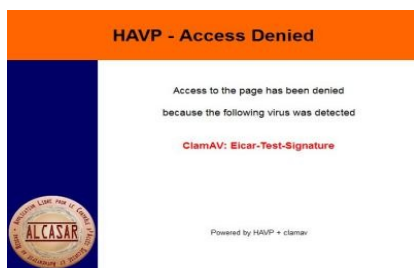 HAVP - Access Denied
Access to the page has been denied
because the following virus was detected
ClamAV: Eicar-Test-Signature
ALCASAR
Powered by HAVP + clamav